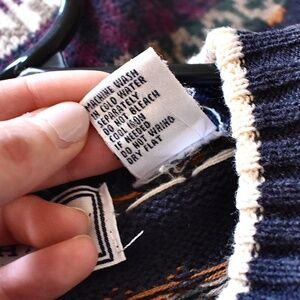 MACHINE WASH
IN COLD WATER
SEPARATELY
DO NOT BLEACH
COOL IRON
IF NEEDED
DO NOT WRING
DRY FLAT